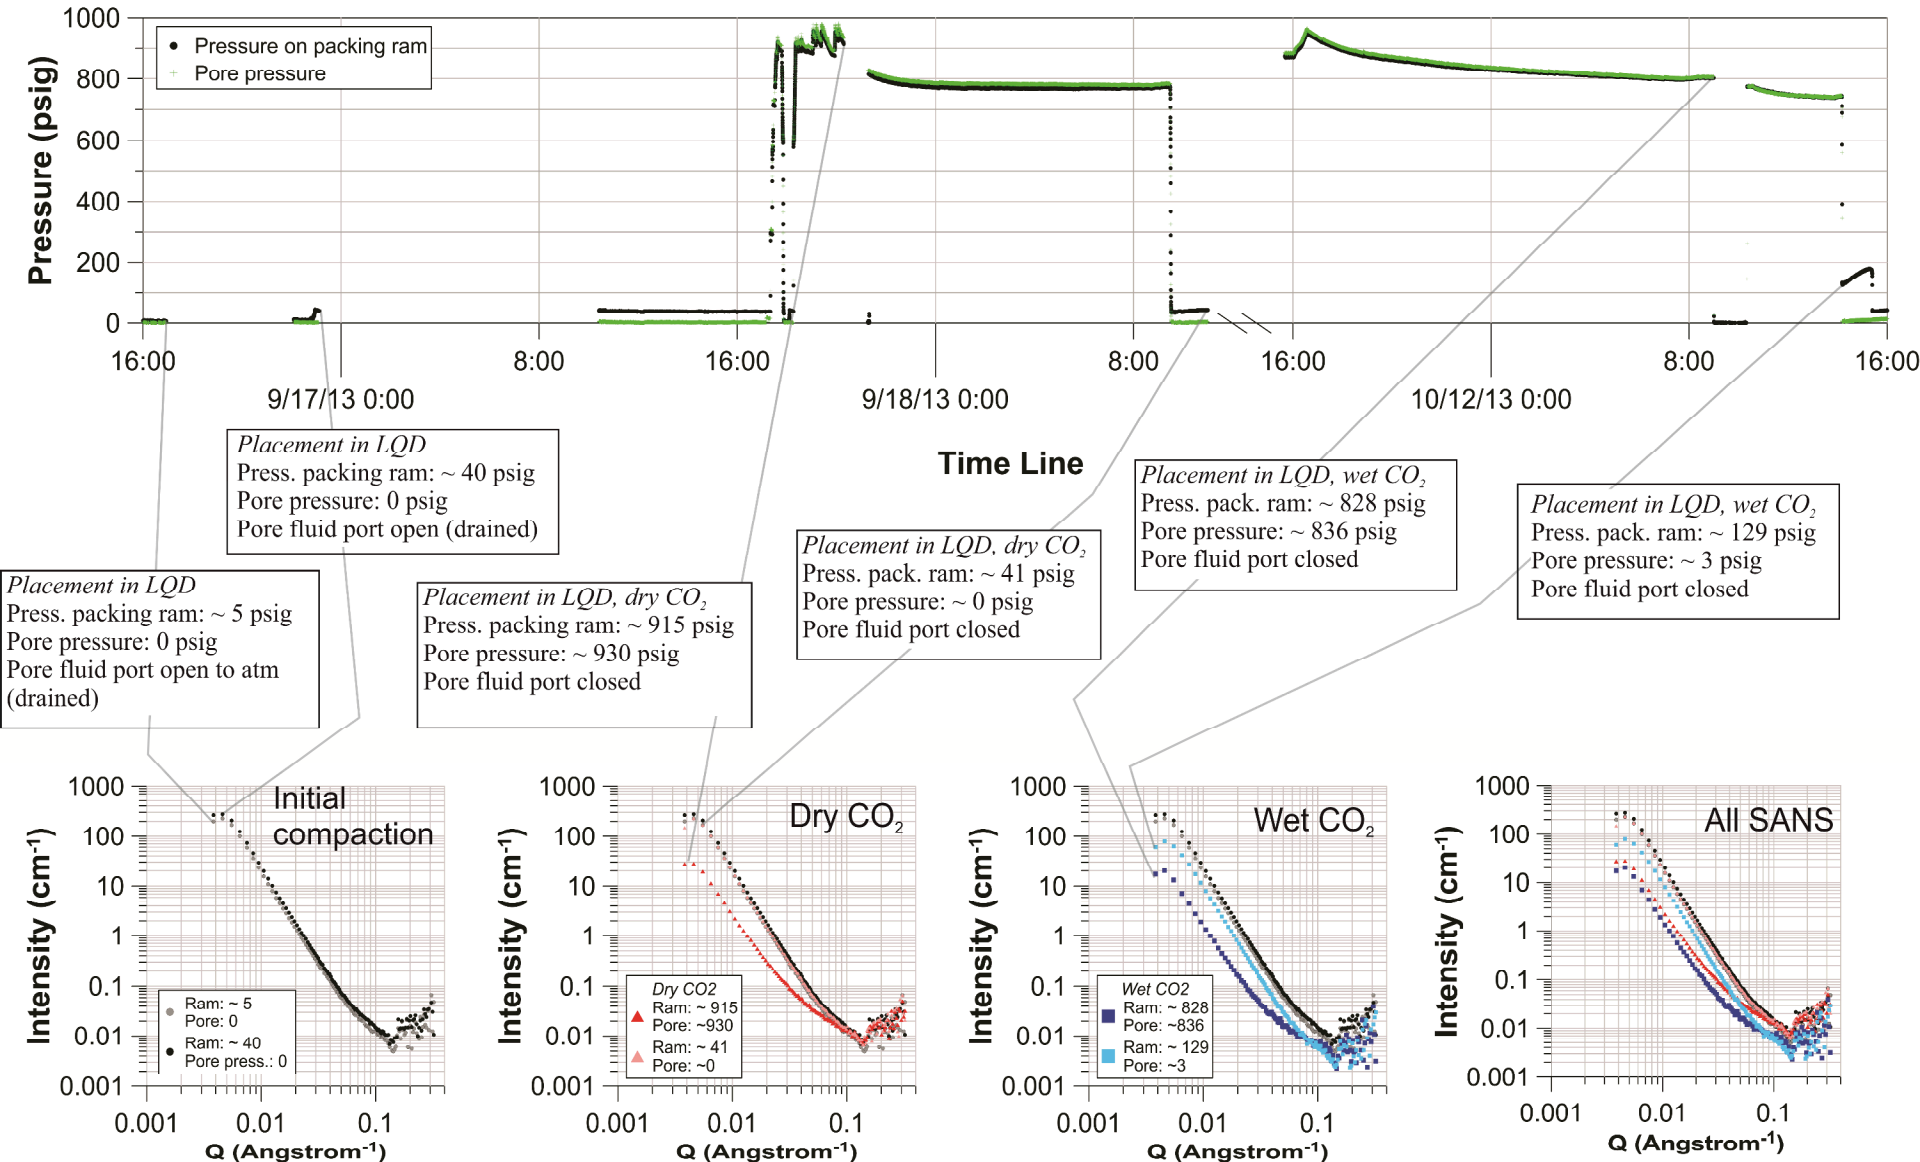 1000
800
600
400
200
0
Pressure (psig)
Pressure on packing ram
Pore pressure
16:00
8:00
16:00
8:00
16:00
8:00
16:00
9/17/13 0:00
9/18/13 0:00
10/12/13 0:00
Time Line
Placement in LQD
Press. packing ram: ~ 5 psig
Pore pressure: 0 psig
Pore fluid port open to atm
(drained)
Placement in LQD
Press. packing ram: ~ 40 psig
Pore pressure: 0 psig
Pore fluid port open (drained)
Placement in LQD, dry CO₂
Press. packing ram: ~ 915 psig
Pore pressure: ~ 930 psig
Pore fluid port closed
Placement in LQD, dry CO₂
Press. pack. ram: ~ 41 psig
Pore pressure: ~ 0 psig
Pore fluid port closed
Placement in LQD, wet CO₂
Press. pack. ram: ~ 828 psig
Pore pressure: ~ 836 psig
Pore fluid port closed
Placement in LQD, wet CO₂
Press. pack. ram: ~ 129 psig
Pore pressure: ~ 3 psig
Pore fluid port closed
Initial
compaction
Intensity (cm⁻¹)
1000
100
10
1
0.1
0.01
0.001
Ram: ~ 5
Pore: 0
Ram: ~ 40
Pore press.: 0
0.001
0.01
0.1
Q (Angstrom⁻¹)
Dry CO₂
Intensity (cm⁻¹)
1000
100
10
1
0.1
0.01
0.001
Dry CO2
Ram: ~ 915
Pore: ~930
Ram: ~ 41
Pore: ~0
0.001
0.01
0.1
Q (Angstrom⁻¹)
Wet CO₂
Intensity (cm⁻¹)
1000
100
10
1
0.1
0.01
0.001
Wet CO2
Ram: ~ 828
Pore: ~836
Ram: ~ 129
Pore: ~3
0.001
0.01
0.1
Q (Angstrom⁻¹)
All SANS
Intensity (cm⁻¹)
1000
100
10
1
0.1
0.01
0.001
0.001
0.01
0.1
Q (Angstrom⁻¹)